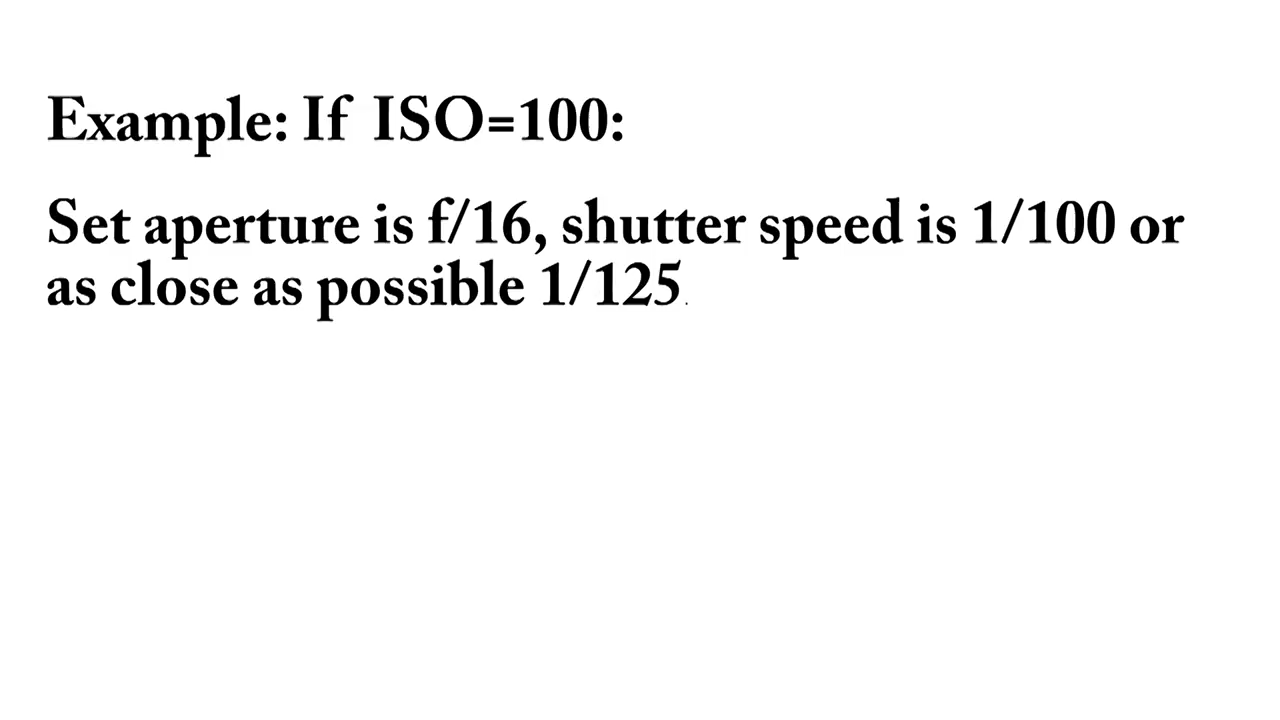 Example: If ISO=100:
Set aperture is f/16, shutter speed is 1/100 or
as close as possible 1/125.